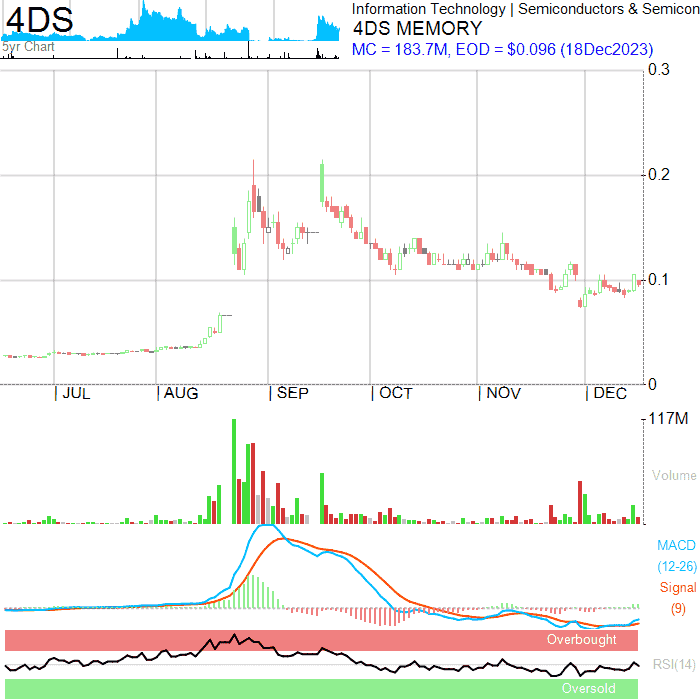 4DS
5yr Chart
Information Technology | Semiconductors & Semicon
4DS MEMORY
MC = 183.7M, EOD = $0.096 (18Dec2023)
0.3
0.2
0.1
0
| JUL | AUG | SEP | OCT | NOV | DEC
117M
Volume
MACD
(12-26)
Signal
(9)
Overbought
RSI(14)
Oversold